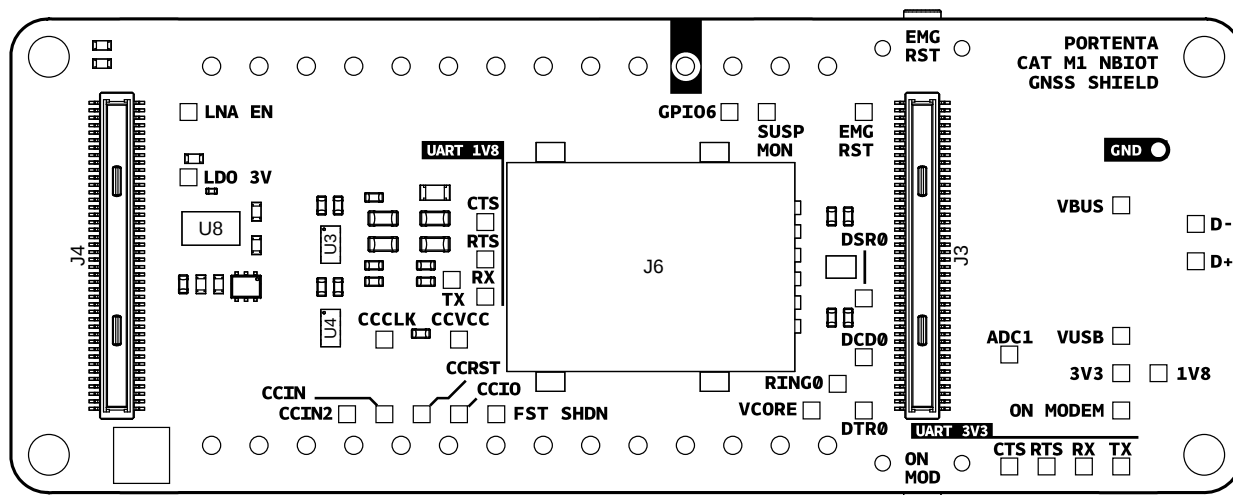 EMG
RST
PORTENTA
CAT M1 NBIOT
GNSS SHIELD
LNA EN
GPIO6
SUSP
MON
EMG
RST
UART 1V8
GND
LDO 3V
CTS
VBUS
U8
U3
RTS
DSR0
D-
J4
J6
J3
D+
RX
TX
U4
CCCLK
CCVCC
DCD0
ADC1
VUSB
CCRST
3V3
1V8
CCIN
CCIO
RING0
CCIN2
FST SHDN
VCORE
ON MODEM
DTR0
UART 3V3
CTS
RTS
RX
TX
ON
MOD